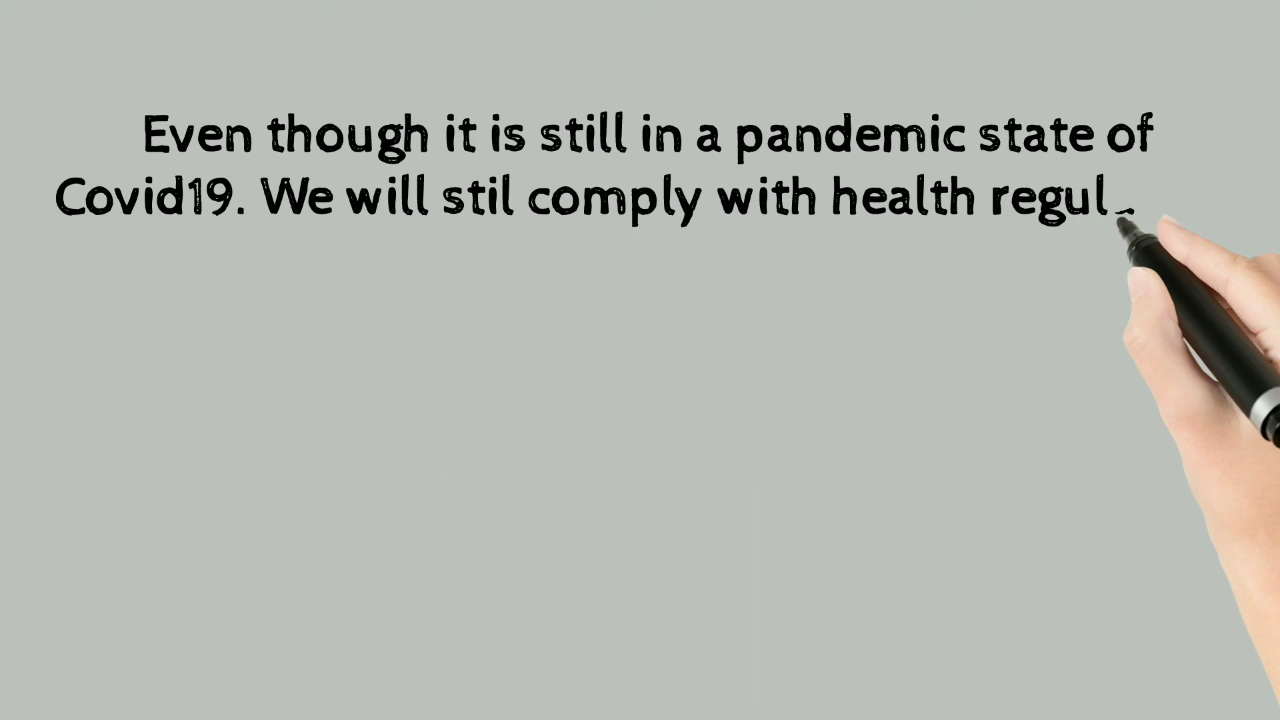 Even though it is still in a pandemic state of
Covid19. We will stil comply with health regul